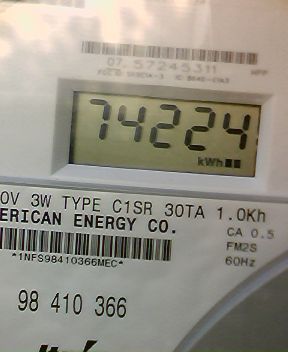 07. 57245311
74224
kWh
0V 3W TYPE C1SR 30TA 1.0Kh
ERICAN ENERGY CO.
CA 0.5
FM2S
60Hz
*1NFS98410366MEC*
98 410 366